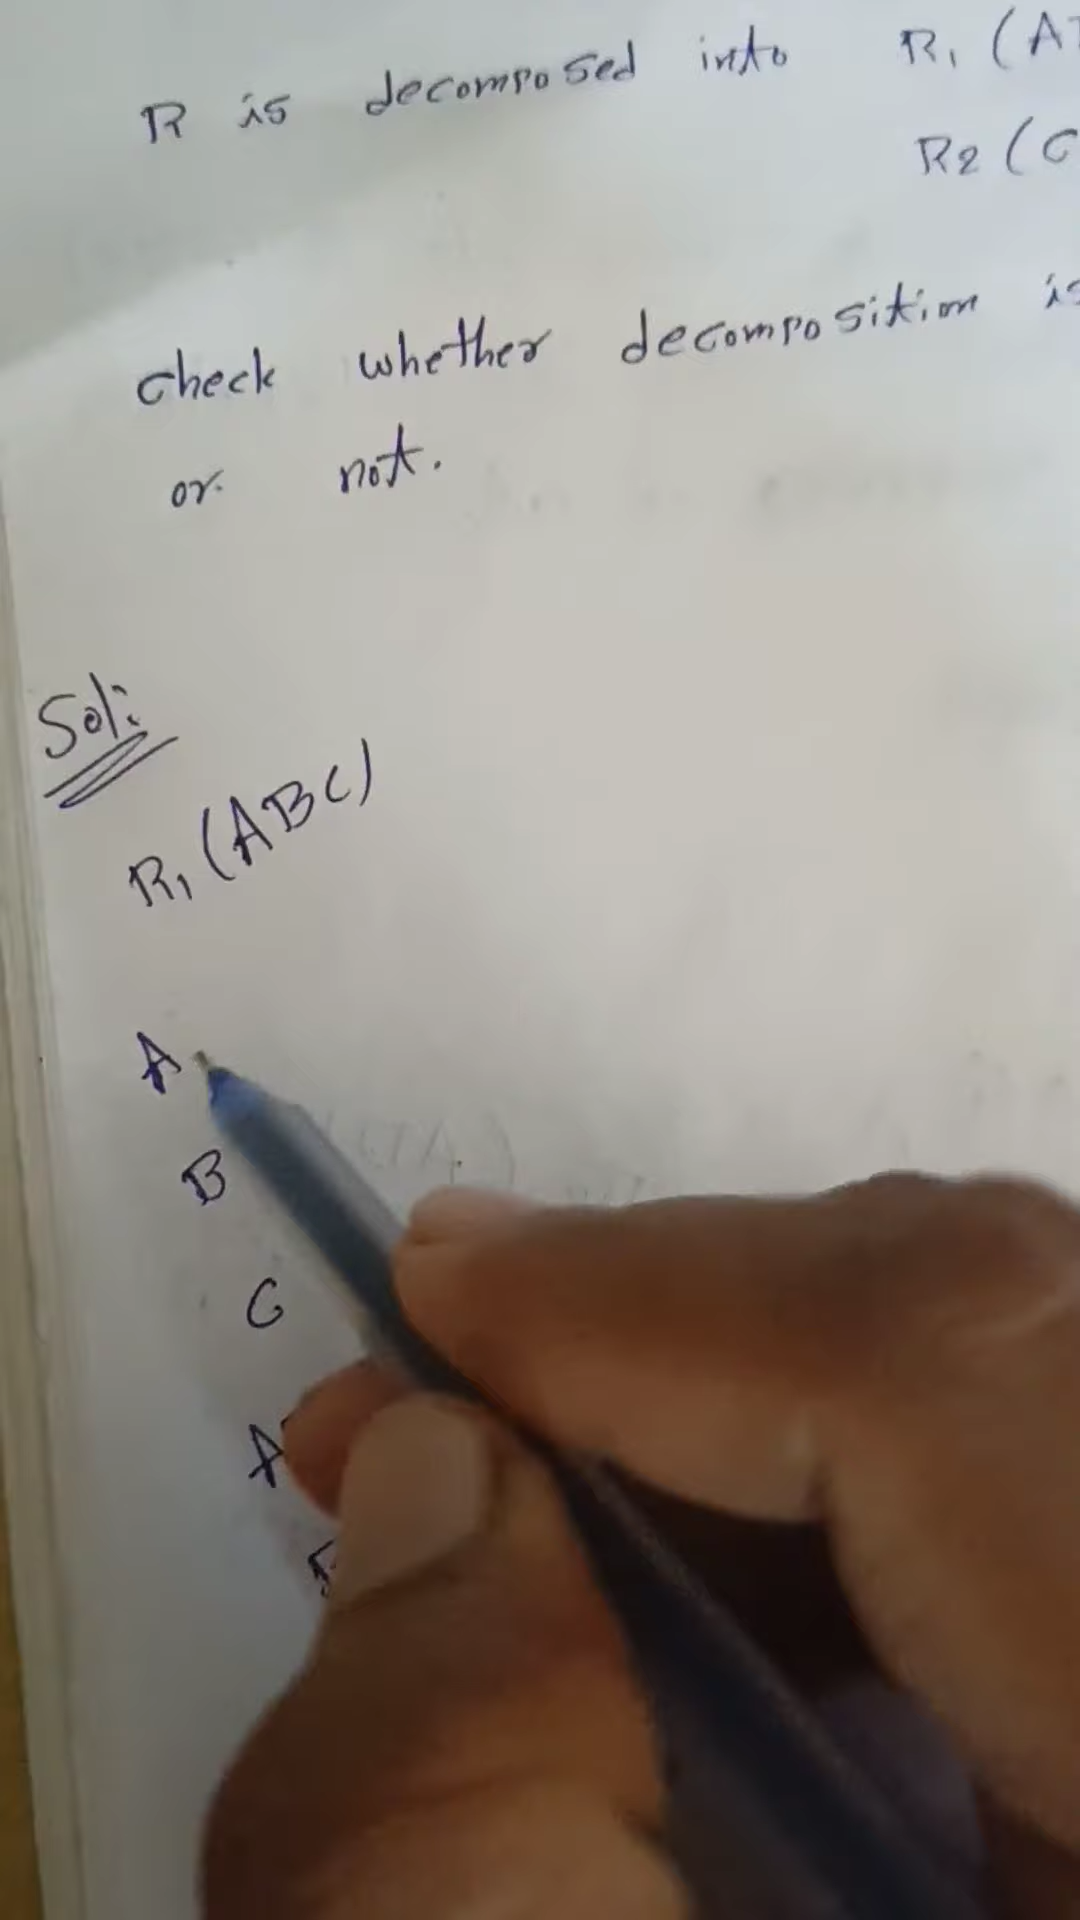 R is decomposed into R1 (A
R2 (C
check whether decomposition is
or not.
Sol:
R1 (ABC)
A
B
C
A